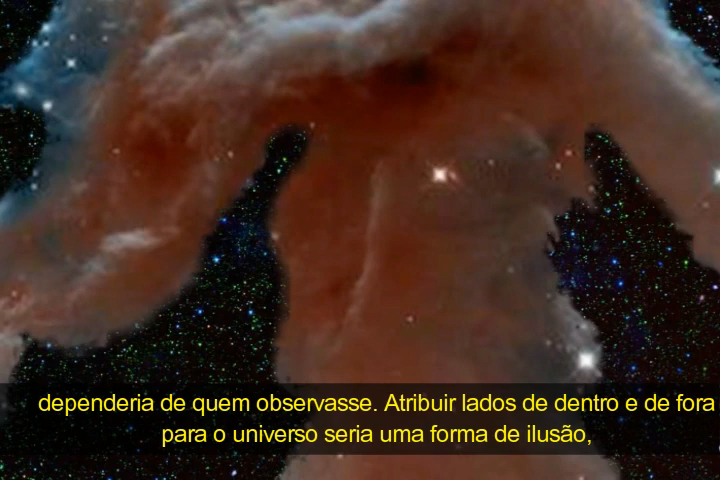 dependeria de quem observasse. Atribuir lados de dentro e de fora
para o universo seria uma forma de ilusão,